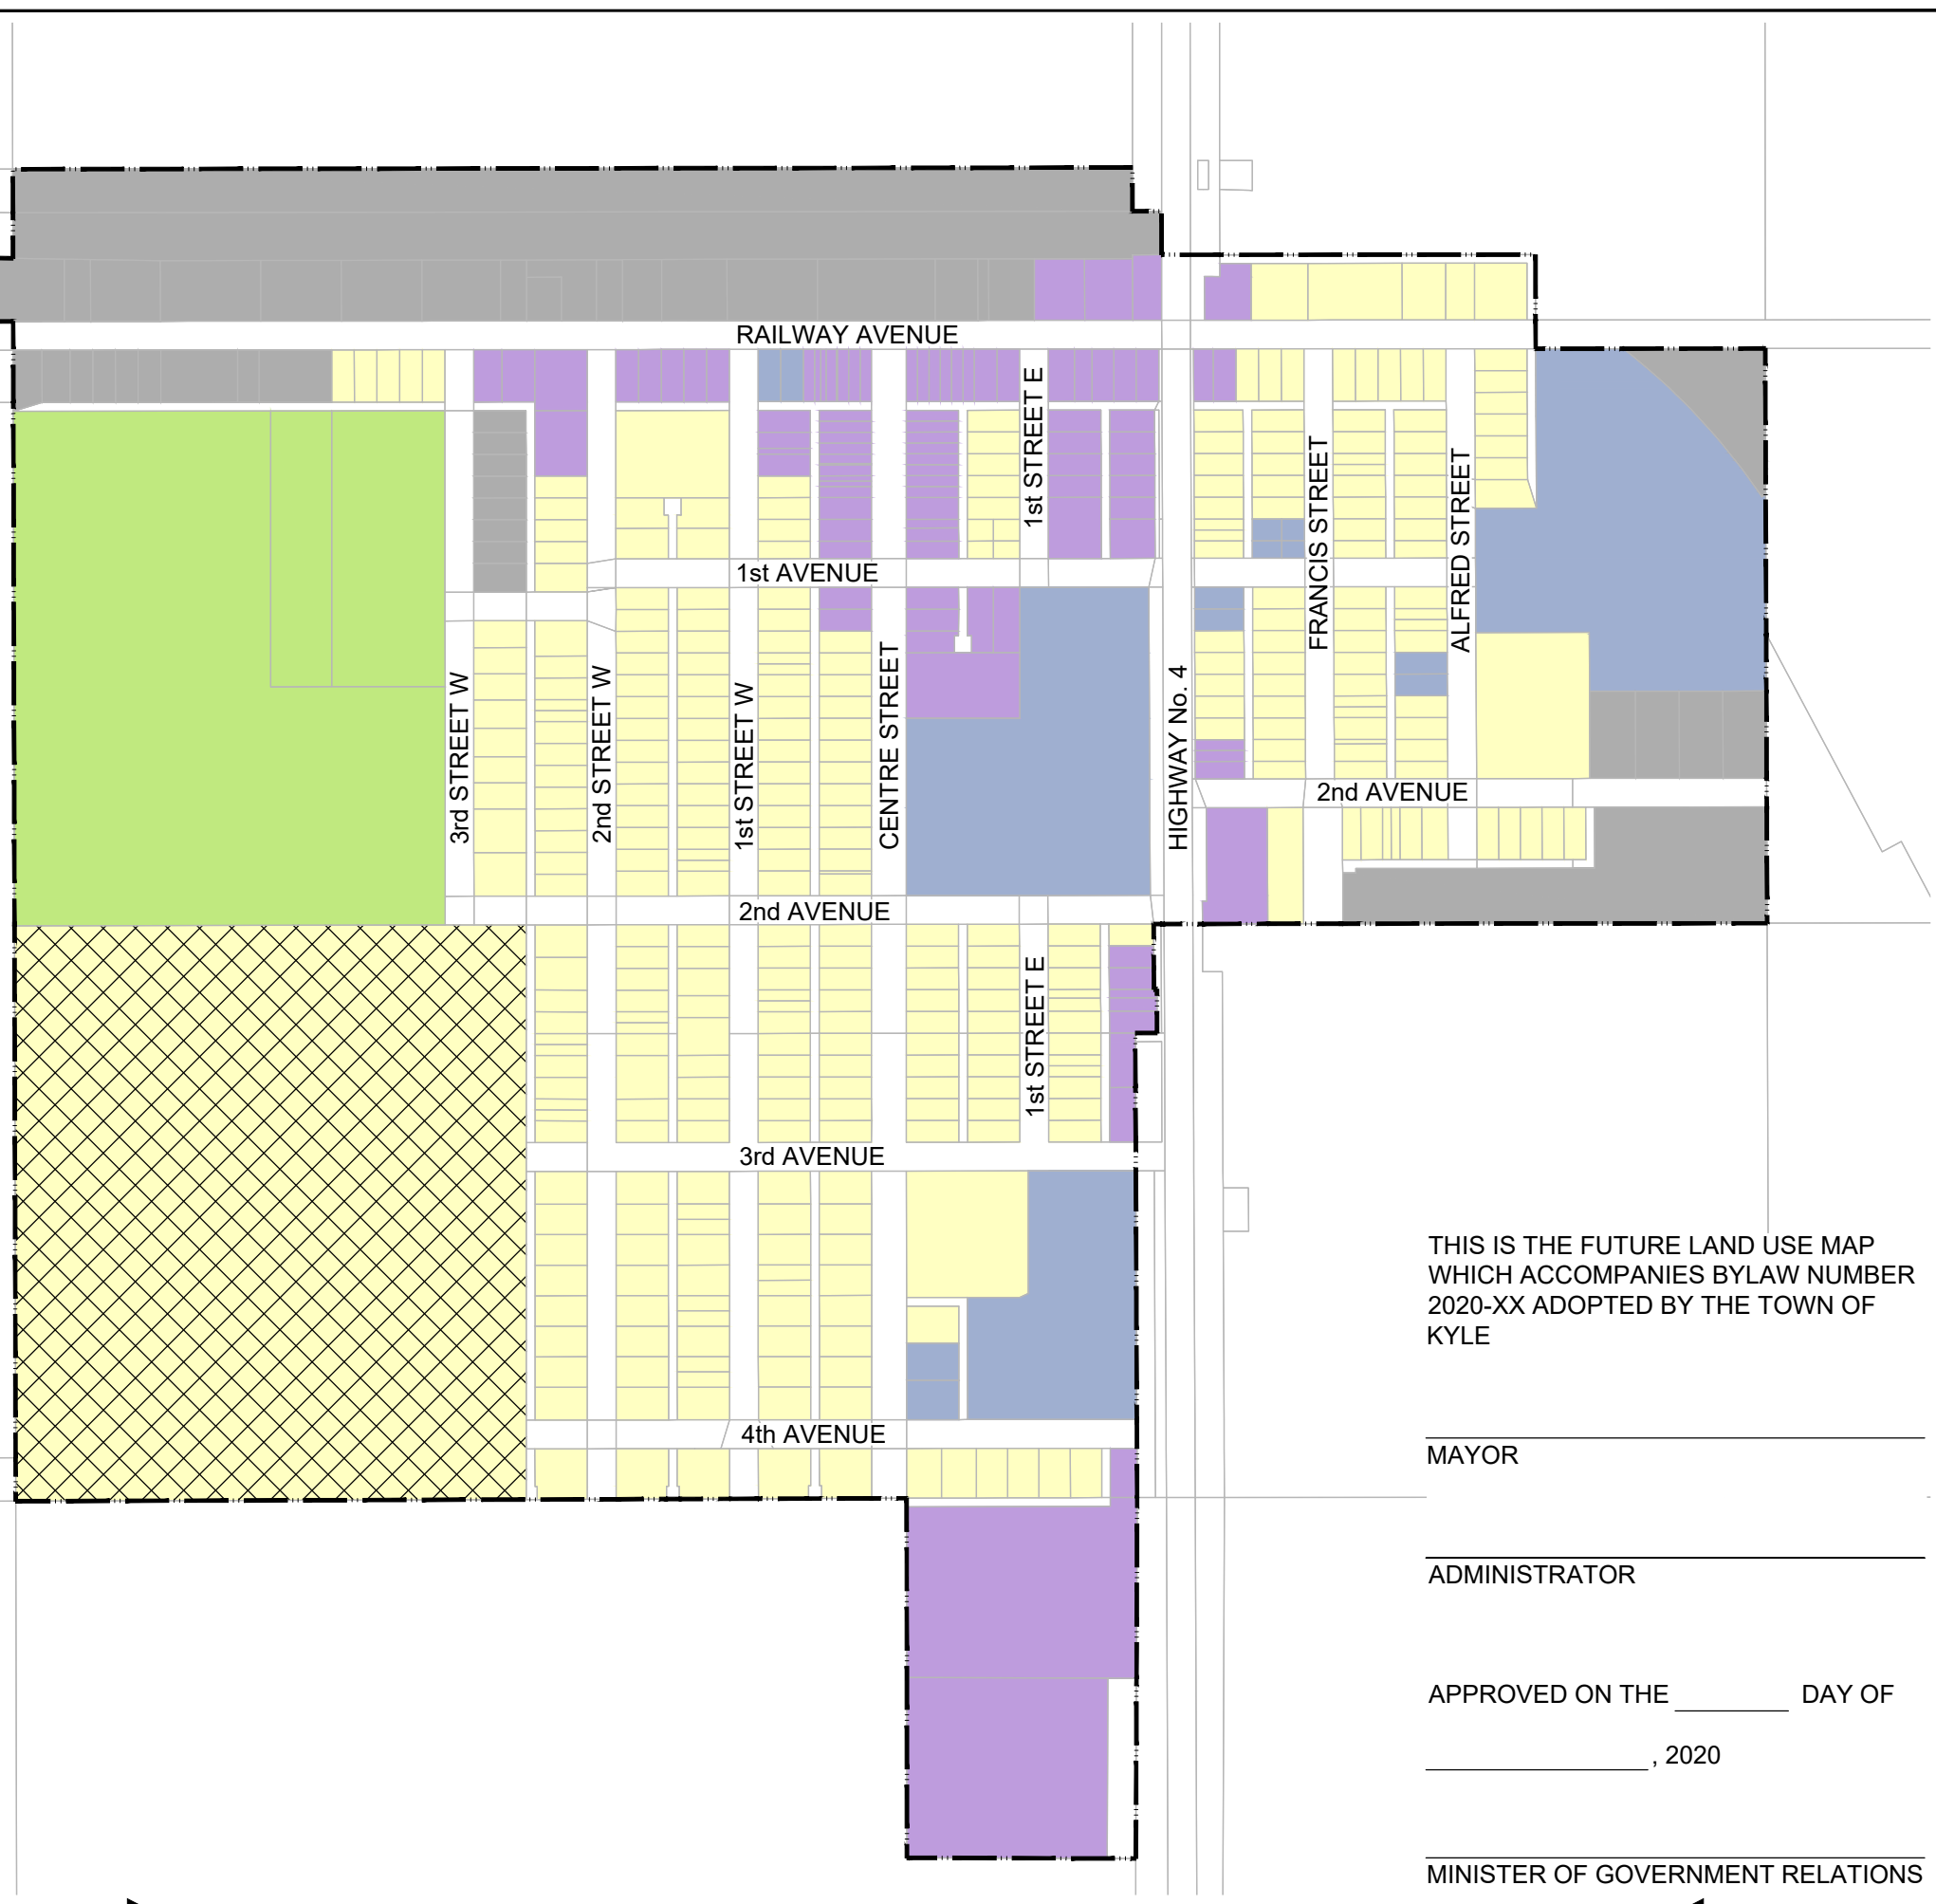 RAILWAY AVENUE
1st STREET E
FRANCIS STREET
ALFRED STREET
1st AVENUE
3rd STREET W
2nd STREET W
1st STREET W
CENTRE STREET
HIGHWAY No. 4
2nd AVENUE
2nd AVENUE
1st STREET E
3rd AVENUE
4th AVENUE
THIS IS THE FUTURE LAND USE MAP
WHICH ACCOMPANIES BYLAW NUMBER
2020-XX ADOPTED BY THE TOWN OF
KYLE
MAYOR
ADMINISTRATOR
APPROVED ON THE ________ DAY OF
________________, 2020
MINISTER OF GOVERNMENT RELATIONS